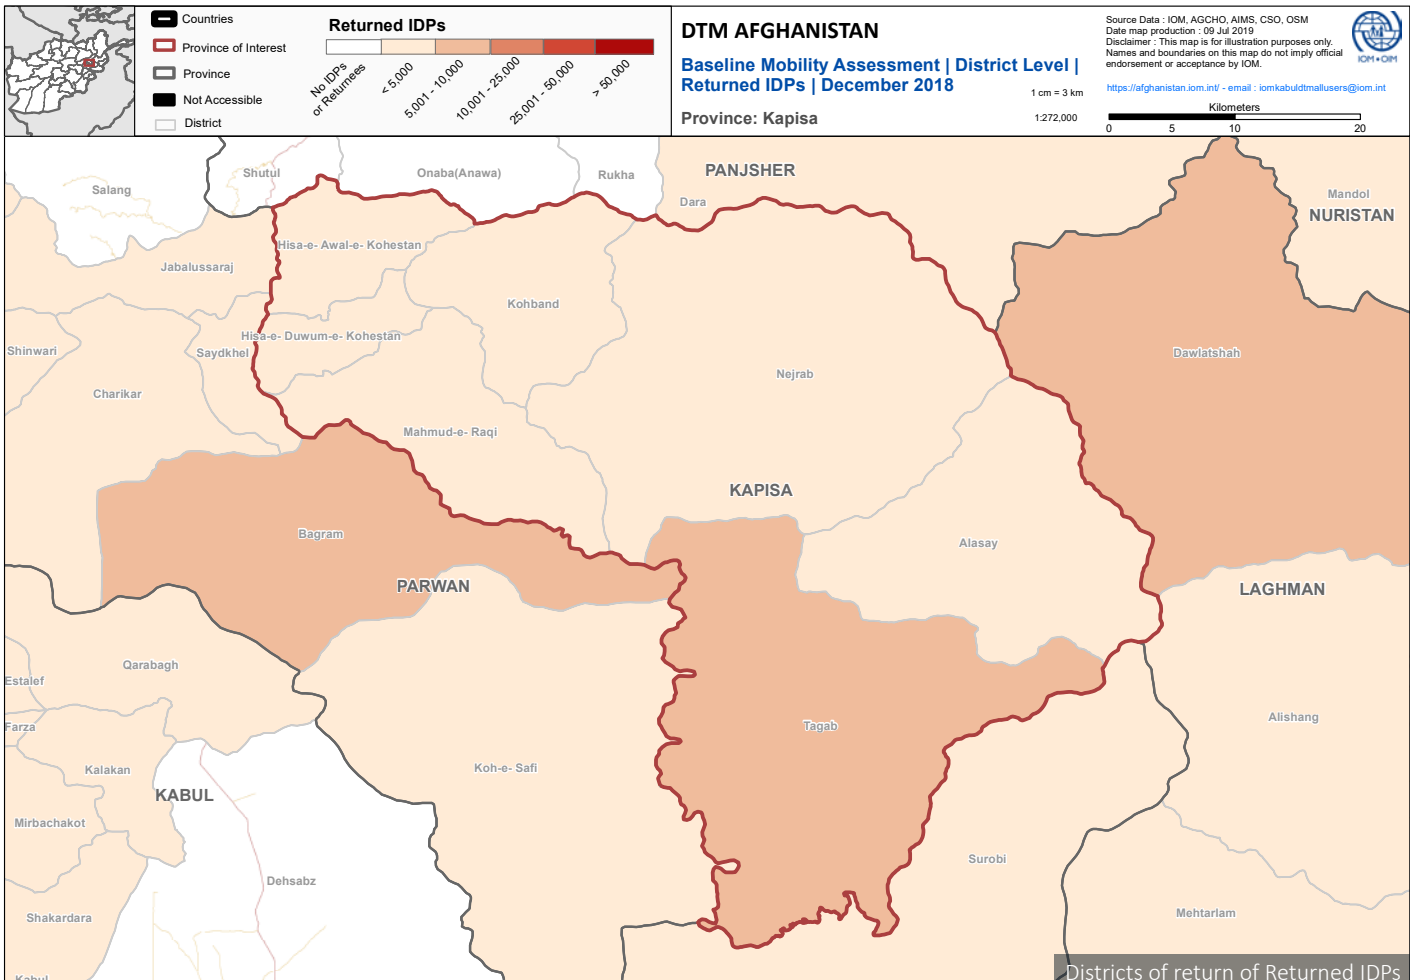 Countries
Province of Interest
Province
Not Accessible
District
Returned IDPs
No IDPs
or Returnees
< 5,000
5,001 - 10,000
10,001 - 25,000
25,001 - 50,000
> 50,000
DTM AFGHANISTAN
Baseline Mobility Assessment | District Level |
Returned IDPs | December 2018
Province: Kapisa
1 cm = 3 km
1:272,000
Source Data : IOM, AGCHO, AIMS, CSO, OSM
Date map production : 09 Jul 2019
Disclaimer : This map is for illustration purposes only.
Names and boundaries on this map do not imply official
endorsement or acceptance by IOM.
https://afghanistan.iom.int/ - email : iomkabuldtmallusers@iom.int
IOM•OIM
Kilometers
0 5 10 20
Salang
Shutul
Onaba(Anawa)
Rukha
PANJSHER
Dara
Mandol
NURISTAN
Hisa-e- Awal-e- Kohestan
Jabalussaraj
Kohband
Hisa-e- Duwum-e- Kohestan
Shinwari
Saydkhel
Dawlatshah
Nejrab
Charikar
Mahmud-e- Raqi
KAPISA
Bagram
Alasay
PARWAN
LAGHMAN
Qarabagh
Estalef
Farza
Tagab
Alishang
Kalakan
Koh-e- Safi
KABUL
Mirbachakot
Surobi
Dehsabz
Shakardara
Mehtarlam
Kabul
Districts of return of Returned IDPs